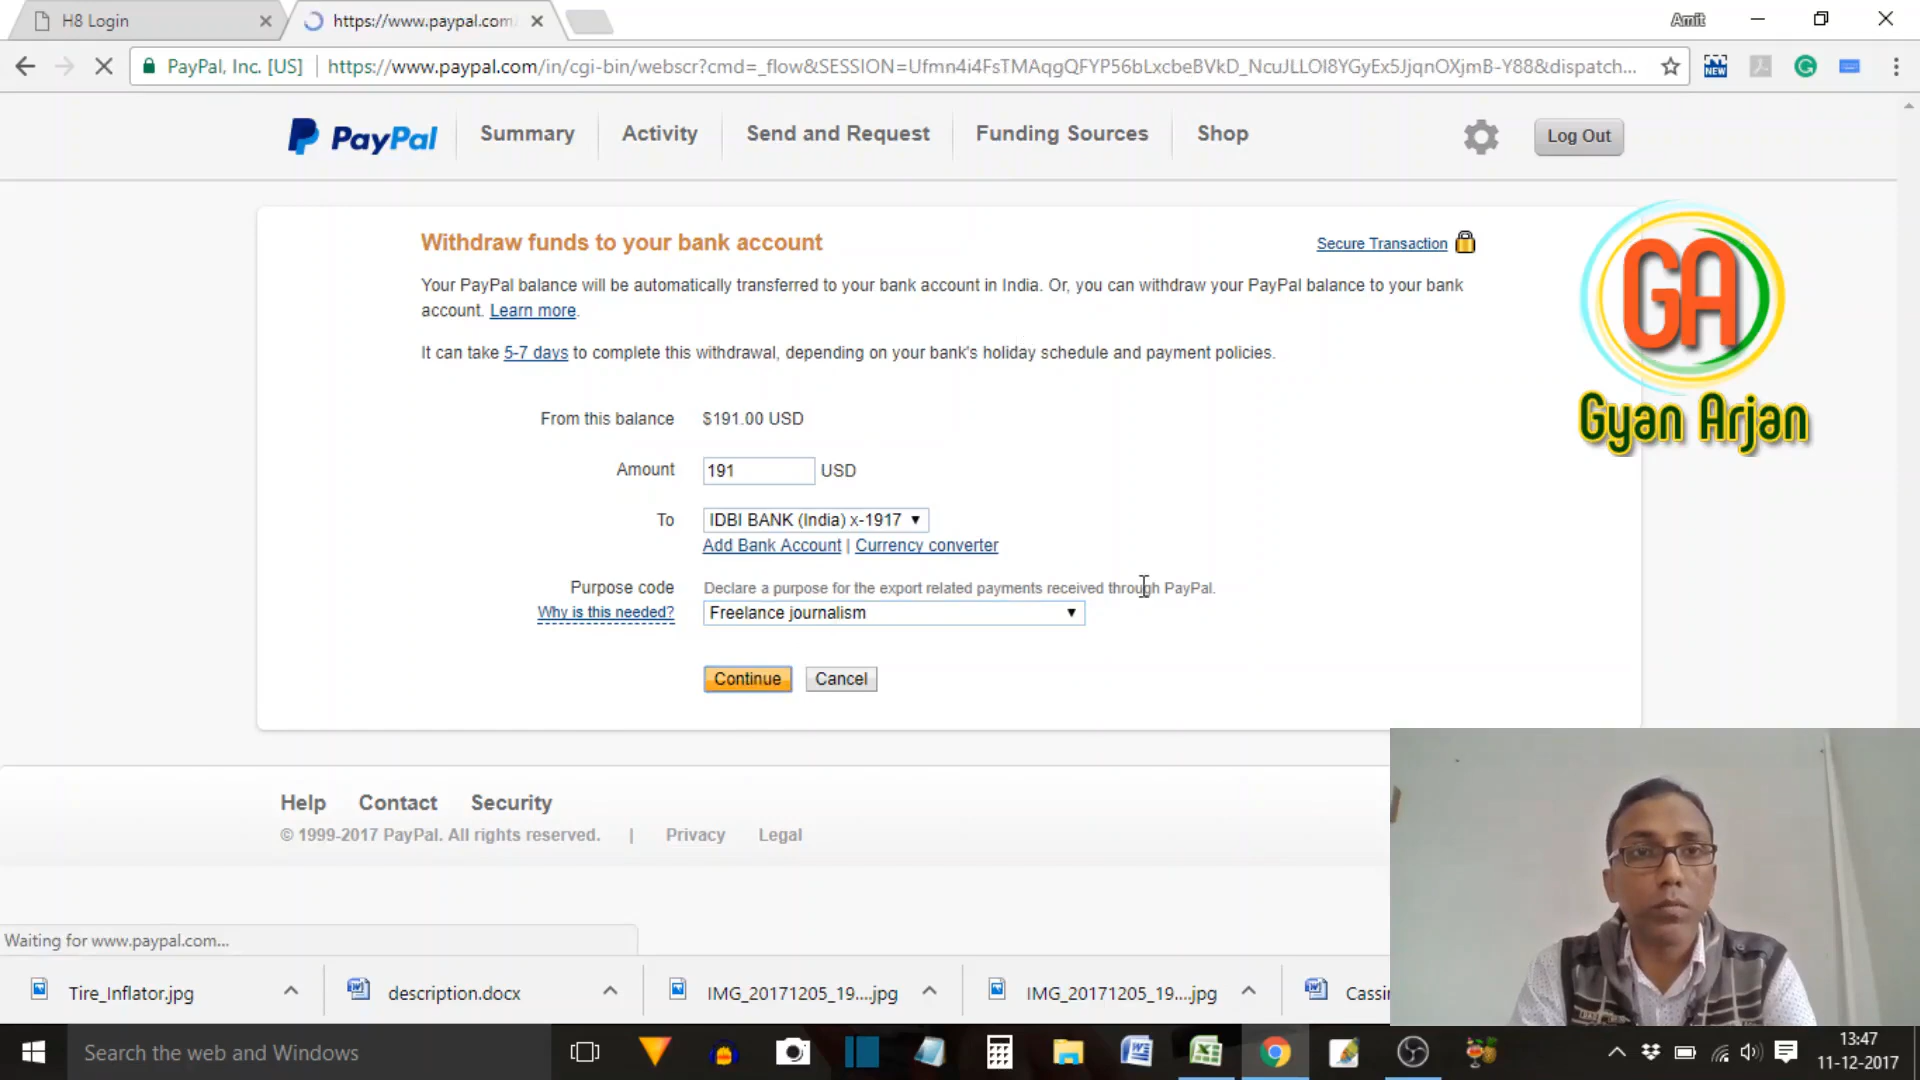 H8 Login
https://www.paypal.com/
Amit
PayPal, Inc. [US]
https://www.paypal.com/in/cgi-bin/webscr?cmd=_flow&SESSION=Ufmn4i4FsTMAqgQFYP56bLxcbeBVkD_NcuJLLOI8YGyEx5JjqnOXjmB-Y88&dispatch...
NEW
PayPal
Summary
Activity
Send and Request
Funding Sources
Shop
Log Out
Withdraw funds to your bank account
Secure Transaction
Your PayPal balance will be automatically transferred to your bank account in India. Or, you can withdraw your PayPal balance to your bank
account. Learn more.
It can take 5-7 days to complete this withdrawal, depending on your bank's holiday schedule and payment policies.
GA
Gyan Arjan
From this balance $191.00 USD
Amount 191 USD
To IDBI BANK (India) x-1917
Add Bank Account | Currency converter
Purpose code Declare a purpose for the export related payments received through PayPal.
Why is this needed? Freelance journalism
Continue
Cancel
Help
Contact
Security
© 1999-2017 PayPal. All rights reserved. | Privacy Legal
Waiting for www.paypal.com...
Tire_Inflator.jpg
description.docx
IMG_20171205_19....jpg
IMG_20171205_19....jpg
Cassi
Search the web and Windows
13:47
11-12-2017